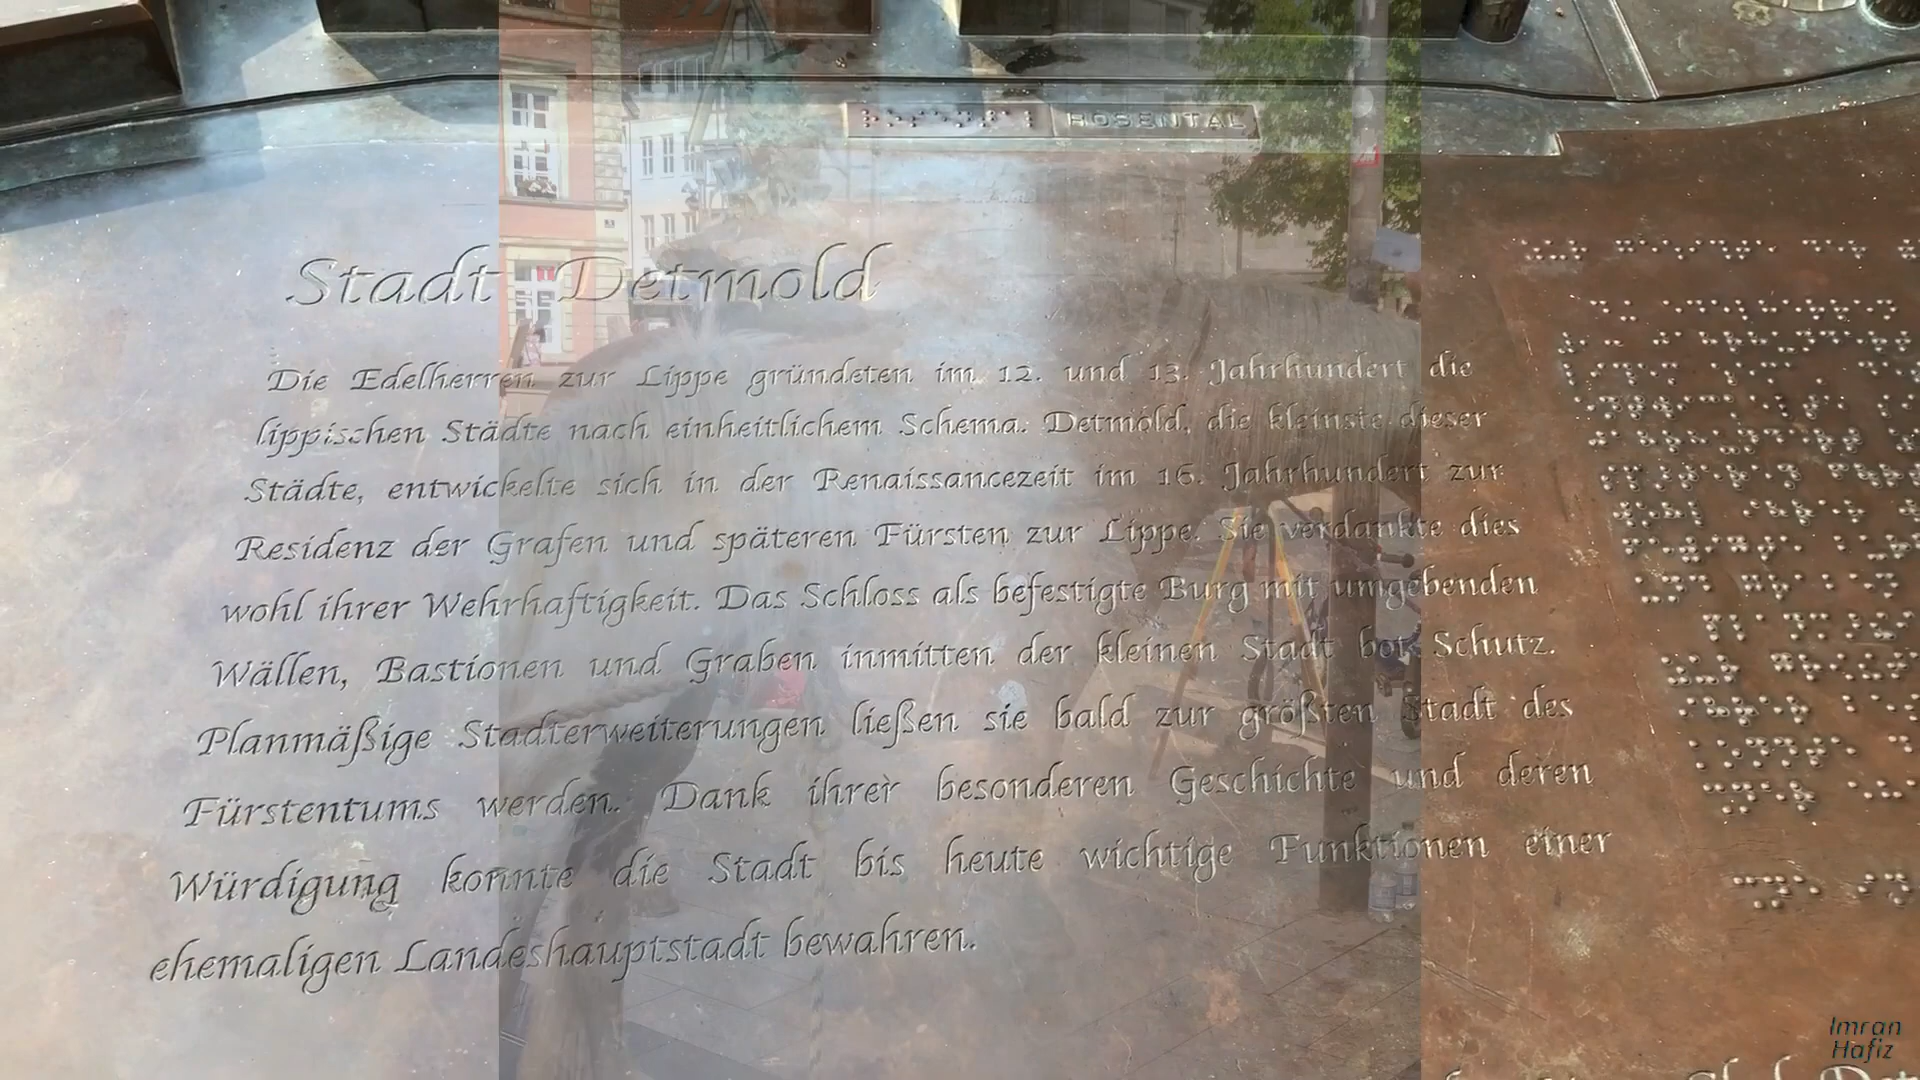 ROSENTAL
Stadt Detmold
Die Edelherren zur Lippe gründeten im 12. und 13. Jahrhundert die
lippischen Städte nach einheitlichem Schema. Detmold, die kleinste dieser
Städte, entwickelte sich in der Renaissancezeit im 16. Jahrhundert zur
Residenz der Grafen und späteren Fürsten zur Lippe. Sie verdankte dies
wohl ihrer Wehrhaftigkeit. Das Schloss als befestigte Burg mit umgebenden
Wällen, Bastionen und Graben inmitten der kleinen Stadt bot Schutz.
Planmäßige Stadterweiterungen ließen sie bald zur größten Stadt des
Fürstentums werden. Dank ihrer besonderen Geschichte und deren
Würdigung konnte die Stadt bis heute wichtige Funktionen einer
ehemaligen Landeshauptstadt bewahren.
Imran
Hafiz